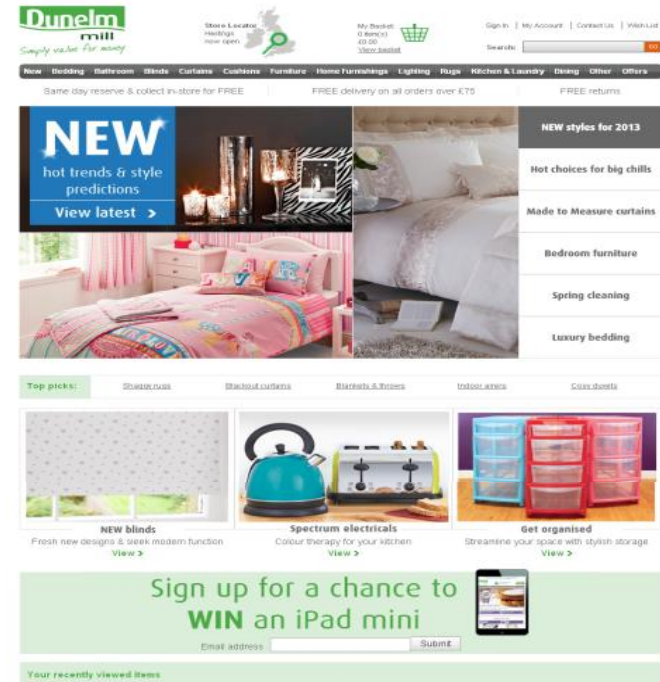 Dunelm
mill
Simply value for money
Store Locator
Hastings
now open
My Basket
0 item(s)
£0.00
View basket
Sign In | My Account | Contact Us | Wish List
Search:
GO
New Bedding Bathroom Blinds Curtains Cushions Furniture Home Furnishings Lighting Rugs Kitchen & Laundry Dining Other Offers
Same day reserve & collect in-store for FREE
FREE delivery on all orders over £75
FREE returns
NEW
hot trends & style
predictions
View latest >
NEW styles for 2013
Hot choices for big chills
Made to Measure curtains
Bedroom furniture
Spring cleaning
Luxury bedding
Top picks:
Shaggy rugs
Blackout curtains
Blankets & throws
Indoor airers
Cosy duvets
NEW blinds
Fresh new designs & sleek modern function
View >
Spectrum electricals
Colour therapy for your kitchen
View >
Get organised
Streamline your space with stylish storage
View >
Sign up for a chance to
WIN an iPad mini
Email address
Submit
Your recently viewed items